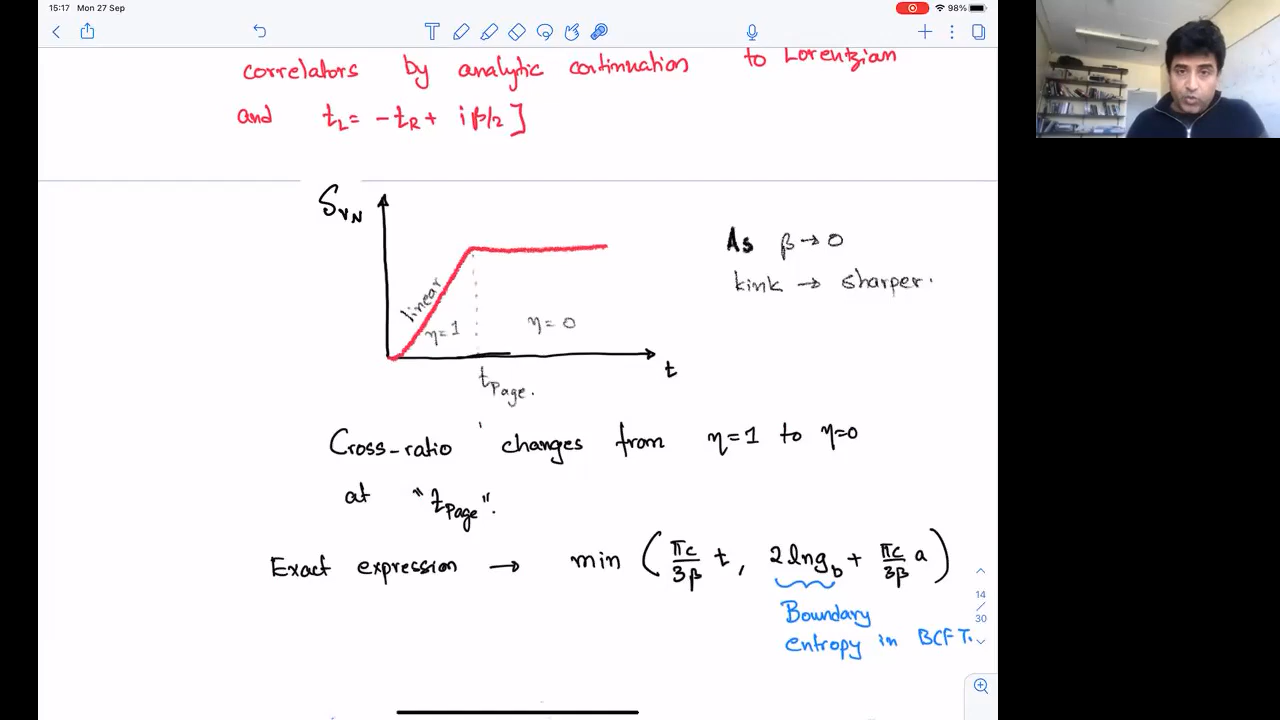 15:17 Mon 27 Sep
98%
correlators by analytic continuation to Lorentzian
and t_L = -t_R + iβ/2 ]
S_VN
linear
η=1
η=0
t_Page.
t
As β→0
kink → sharper.
Cross-ratio changes from η=1 to η=0
at "t_Page".
Exact expression → min ( πc/3β t, 2 ln g_b + πc/3β a )
Boundary
entropy in BCFT.
14
/
30